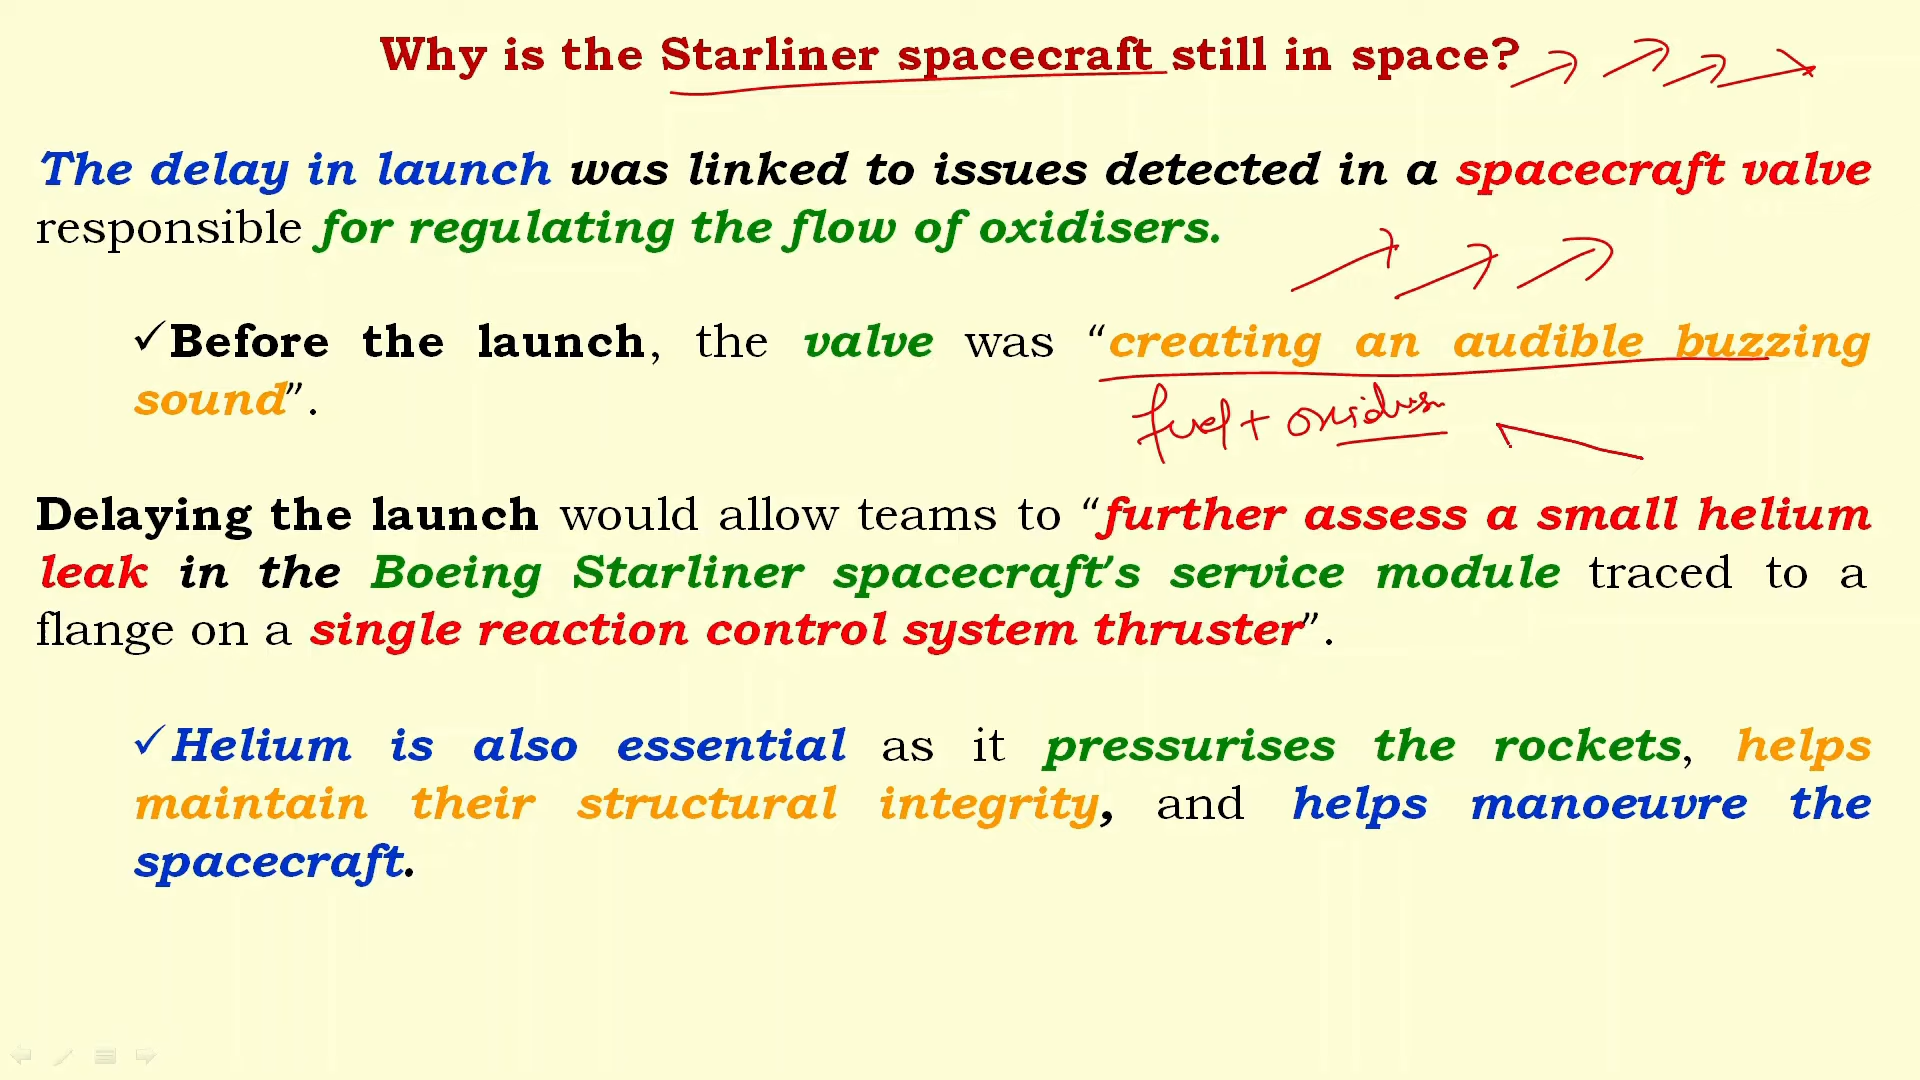 Why is the Starliner spacecraft still in space?
The delay in launch was linked to issues detected in a spacecraft valve
responsible for regulating the flow of oxidisers.
✓Before the launch, the valve was “creating an audible buzzing
sound”.
fuel + oxidiser
Delaying the launch would allow teams to “further assess a small helium
leak in the Boeing Starliner spacecraft’s service module traced to a
flange on a single reaction control system thruster”.
✓Helium is also essential as it pressurises the rockets, helps
maintain their structural integrity, and helps manoeuvre the
spacecraft.